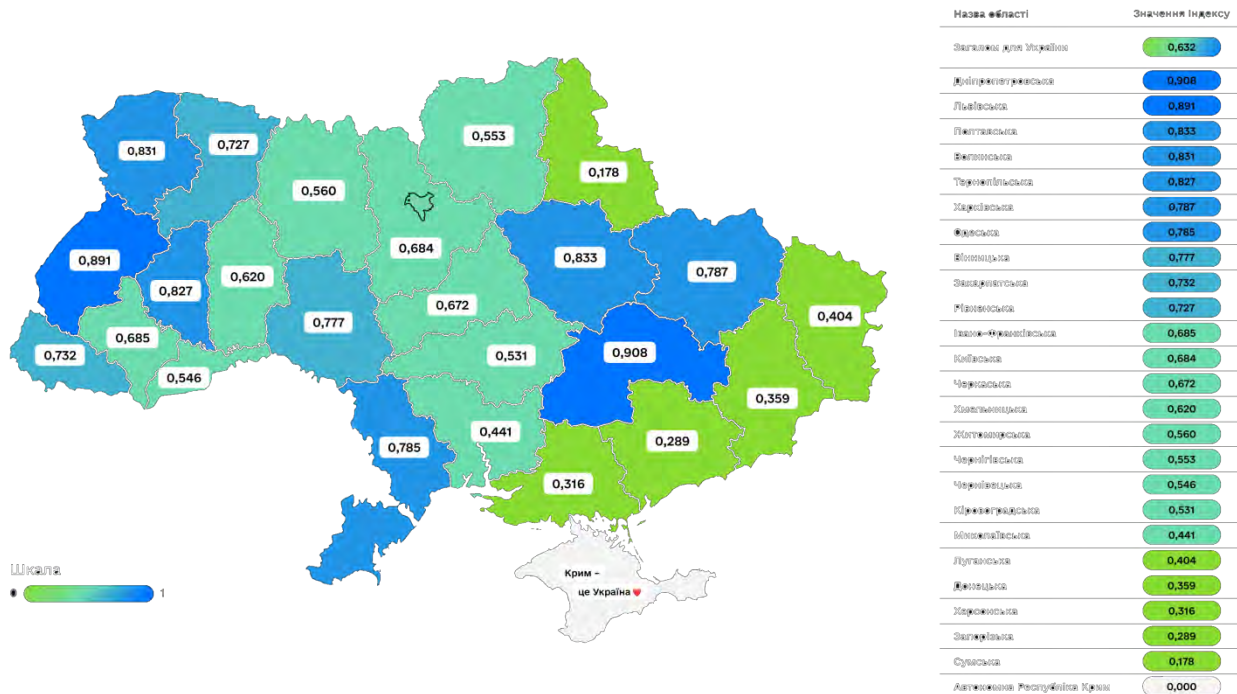 0,831
0,727
0,553
0,178
0,560
0,684
0,891
0,620
0,827
0,833
0,787
0,404
0,672
0,777
0,685
0,732
0,546
0,531
0,908
0,359
0,441
0,289
0,785
0,316
Крим –
це Україна
Шкала
0
1
Назва області Значення Індексу
Загалом для України 0,632
Дніпропетровська 0,908
Львівська 0,891
Полтавська 0,833
Волинська 0,831
Тернопільська 0,827
Харківська 0,787
Одеська 0,785
Вінницька 0,777
Закарпатська 0,732
Рівненська 0,727
Івано-Франківська 0,685
Київська 0,684
Черкаська 0,672
Хмельницька 0,620
Житомирська 0,560
Чернігівська 0,553
Чернівецька 0,546
Кіровоградська 0,531
Миколаївська 0,441
Луганська 0,404
Донецька 0,359
Херсонська 0,316
Запорізька 0,289
Сумська 0,178
Автономна Республіка Крим 0,000